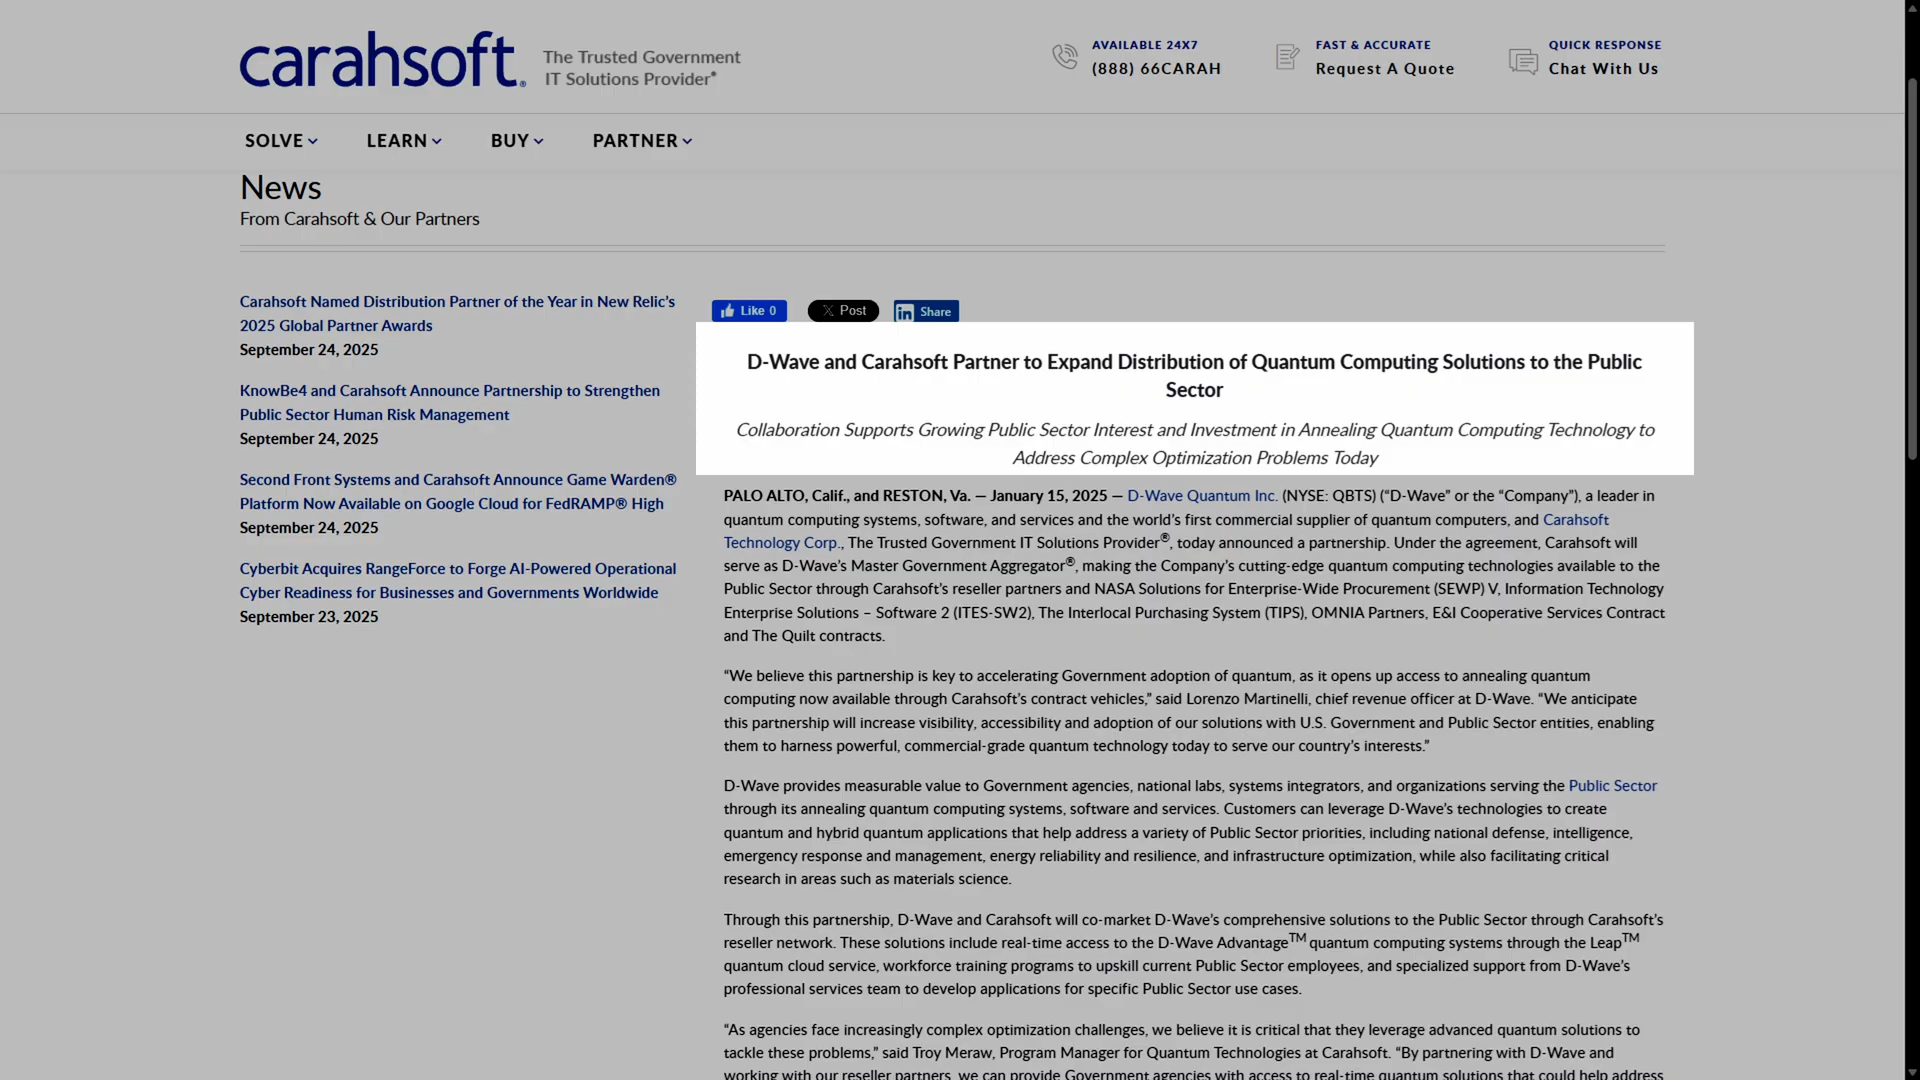 carahsoft.
The Trusted Government
IT Solutions Provider®
AVAILABLE 24X7
(888) 66CARAH
FAST & ACCURATE
Request A Quote
QUICK RESPONSE
Chat With Us
SOLVE
LEARN
BUY
PARTNER
News
From Carahsoft & Our Partners
Carahsoft Named Distribution Partner of the Year in New Relic’s
2025 Global Partner Awards
September 24, 2025
KnowBe4 and Carahsoft Announce Partnership to Strengthen
Public Sector Human Risk Management
September 24, 2025
Second Front Systems and Carahsoft Announce Game Warden®
Platform Now Available on Google Cloud for FedRAMP® High
September 24, 2025
Cyberbit Acquires RangeForce to Forge AI-Powered Operational
Cyber Readiness for Businesses and Governments Worldwide
September 23, 2025
Like 0
Post
in Share
D-Wave and Carahsoft Partner to Expand Distribution of Quantum Computing Solutions to the Public
Sector
Collaboration Supports Growing Public Sector Interest and Investment in Annealing Quantum Computing Technology to
Address Complex Optimization Problems Today
PALO ALTO, Calif., and RESTON, Va. — January 15, 2025 — D-Wave Quantum Inc. (NYSE: QBTS) (“D-Wave” or the “Company”), a leader in
quantum computing systems, software, and services and the world’s first commercial supplier of quantum computers, and Carahsoft
Technology Corp., The Trusted Government IT Solutions Provider®, today announced a partnership. Under the agreement, Carahsoft will
serve as D-Wave’s Master Government Aggregator®, making the Company’s cutting-edge quantum computing technologies available to the
Public Sector through Carahsoft’s reseller partners and NASA Solutions for Enterprise-Wide Procurement (SEWP) V, Information Technology
Enterprise Solutions – Software 2 (ITES-SW2), The Interlocal Purchasing System (TIPS), OMNIA Partners, E&I Cooperative Services Contract
and The Quilt contracts.
“We believe this partnership is key to accelerating Government adoption of quantum, as it opens up access to annealing quantum
computing now available through Carahsoft’s contract vehicles,” said Lorenzo Martinelli, chief revenue officer at D-Wave. “We anticipate
this partnership will increase visibility, accessibility and adoption of our solutions with U.S. Government and Public Sector entities, enabling
them to harness powerful, commercial-grade quantum technology today to serve our country’s interests.”
D-Wave provides measurable value to Government agencies, national labs, systems integrators, and organizations serving the Public Sector
through its annealing quantum computing systems, software and services. Customers can leverage D-Wave’s technologies to create
quantum and hybrid quantum applications that help address a variety of Public Sector priorities, including national defense, intelligence,
emergency response and management, energy reliability and resilience, and infrastructure optimization, while also facilitating critical
research in areas such as materials science.
Through this partnership, D-Wave and Carahsoft will co-market D-Wave’s comprehensive solutions to the Public Sector through Carahsoft’s
reseller network. These solutions include real-time access to the D-Wave Advantage™ quantum computing systems through the Leap™
quantum cloud service, workforce training programs to upskill current Public Sector employees, and specialized support from D-Wave’s
professional services team to develop applications for specific Public Sector use cases.
“As agencies face increasingly complex optimization challenges, we believe it is critical that they leverage advanced quantum solutions to
tackle these problems,” said Troy Meraw, Program Manager for Quantum Technologies at Carahsoft. “By partnering with D-Wave and
working with our reseller partners, we can provide Government agencies with access to real-time quantum solutions that could help address